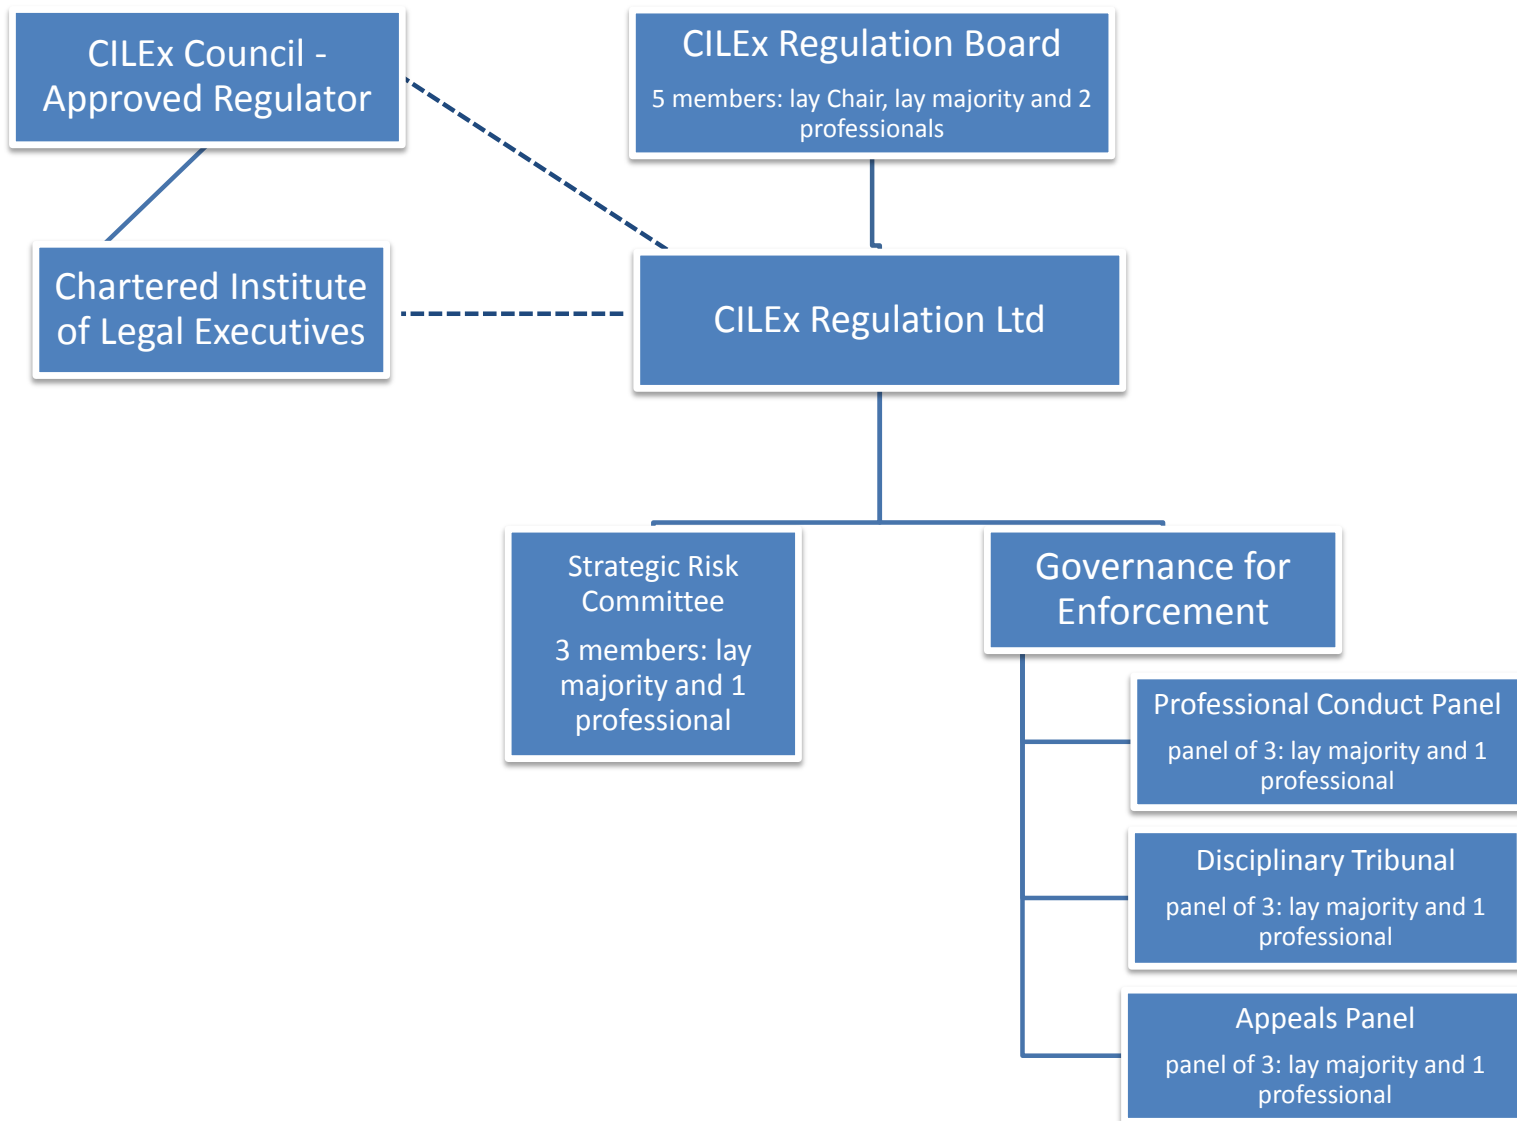 CILEx Council -
Approved Regulator
CILEx Regulation Board
5 members: lay Chair, lay majority and 2
professionals
Chartered Institute
of Legal Executives
CILEx Regulation Ltd
Strategic Risk
Committee
3 members: lay
majority and 1
professional
Governance for
Enforcement
Professional Conduct Panel
panel of 3: lay majority and 1
professional
Disciplinary Tribunal
panel of 3: lay majority and 1
professional
Appeals Panel
panel of 3: lay majority and 1
professional